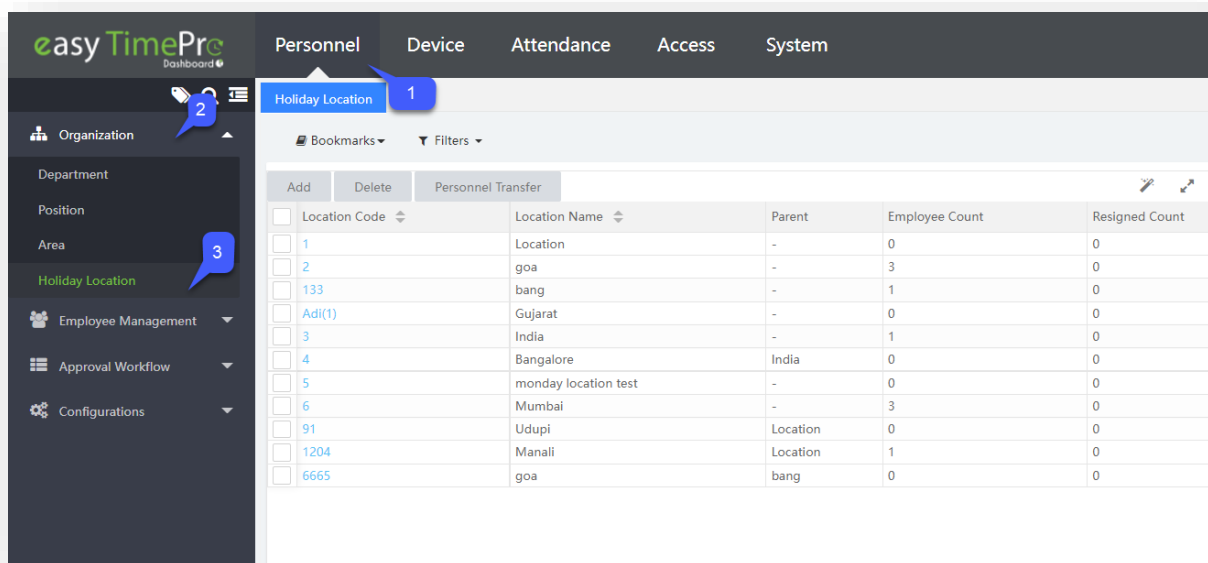 easy TimePro
Dashboard
Personnel Device Attendance Access System
1
2
Holiday Location
Organization
Bookmarks Filters
Department
Position
Area
3
Holiday Location
Employee Management
Approval Workflow
Configurations
Add Delete Personnel Transfer
Location Code Location Name Parent Employee Count Resigned Count
1 Location - 0 0
2 goa - 3 0
133 bang - 1 0
Adi(1) Gujarat - 0 0
3 India - 1 0
4 Bangalore India 0 0
5 monday location test - 0 0
6 Mumbai - 3 0
91 Udupi Location 0 0
1204 Manali Location 1 0
6665 goa bang 0 0